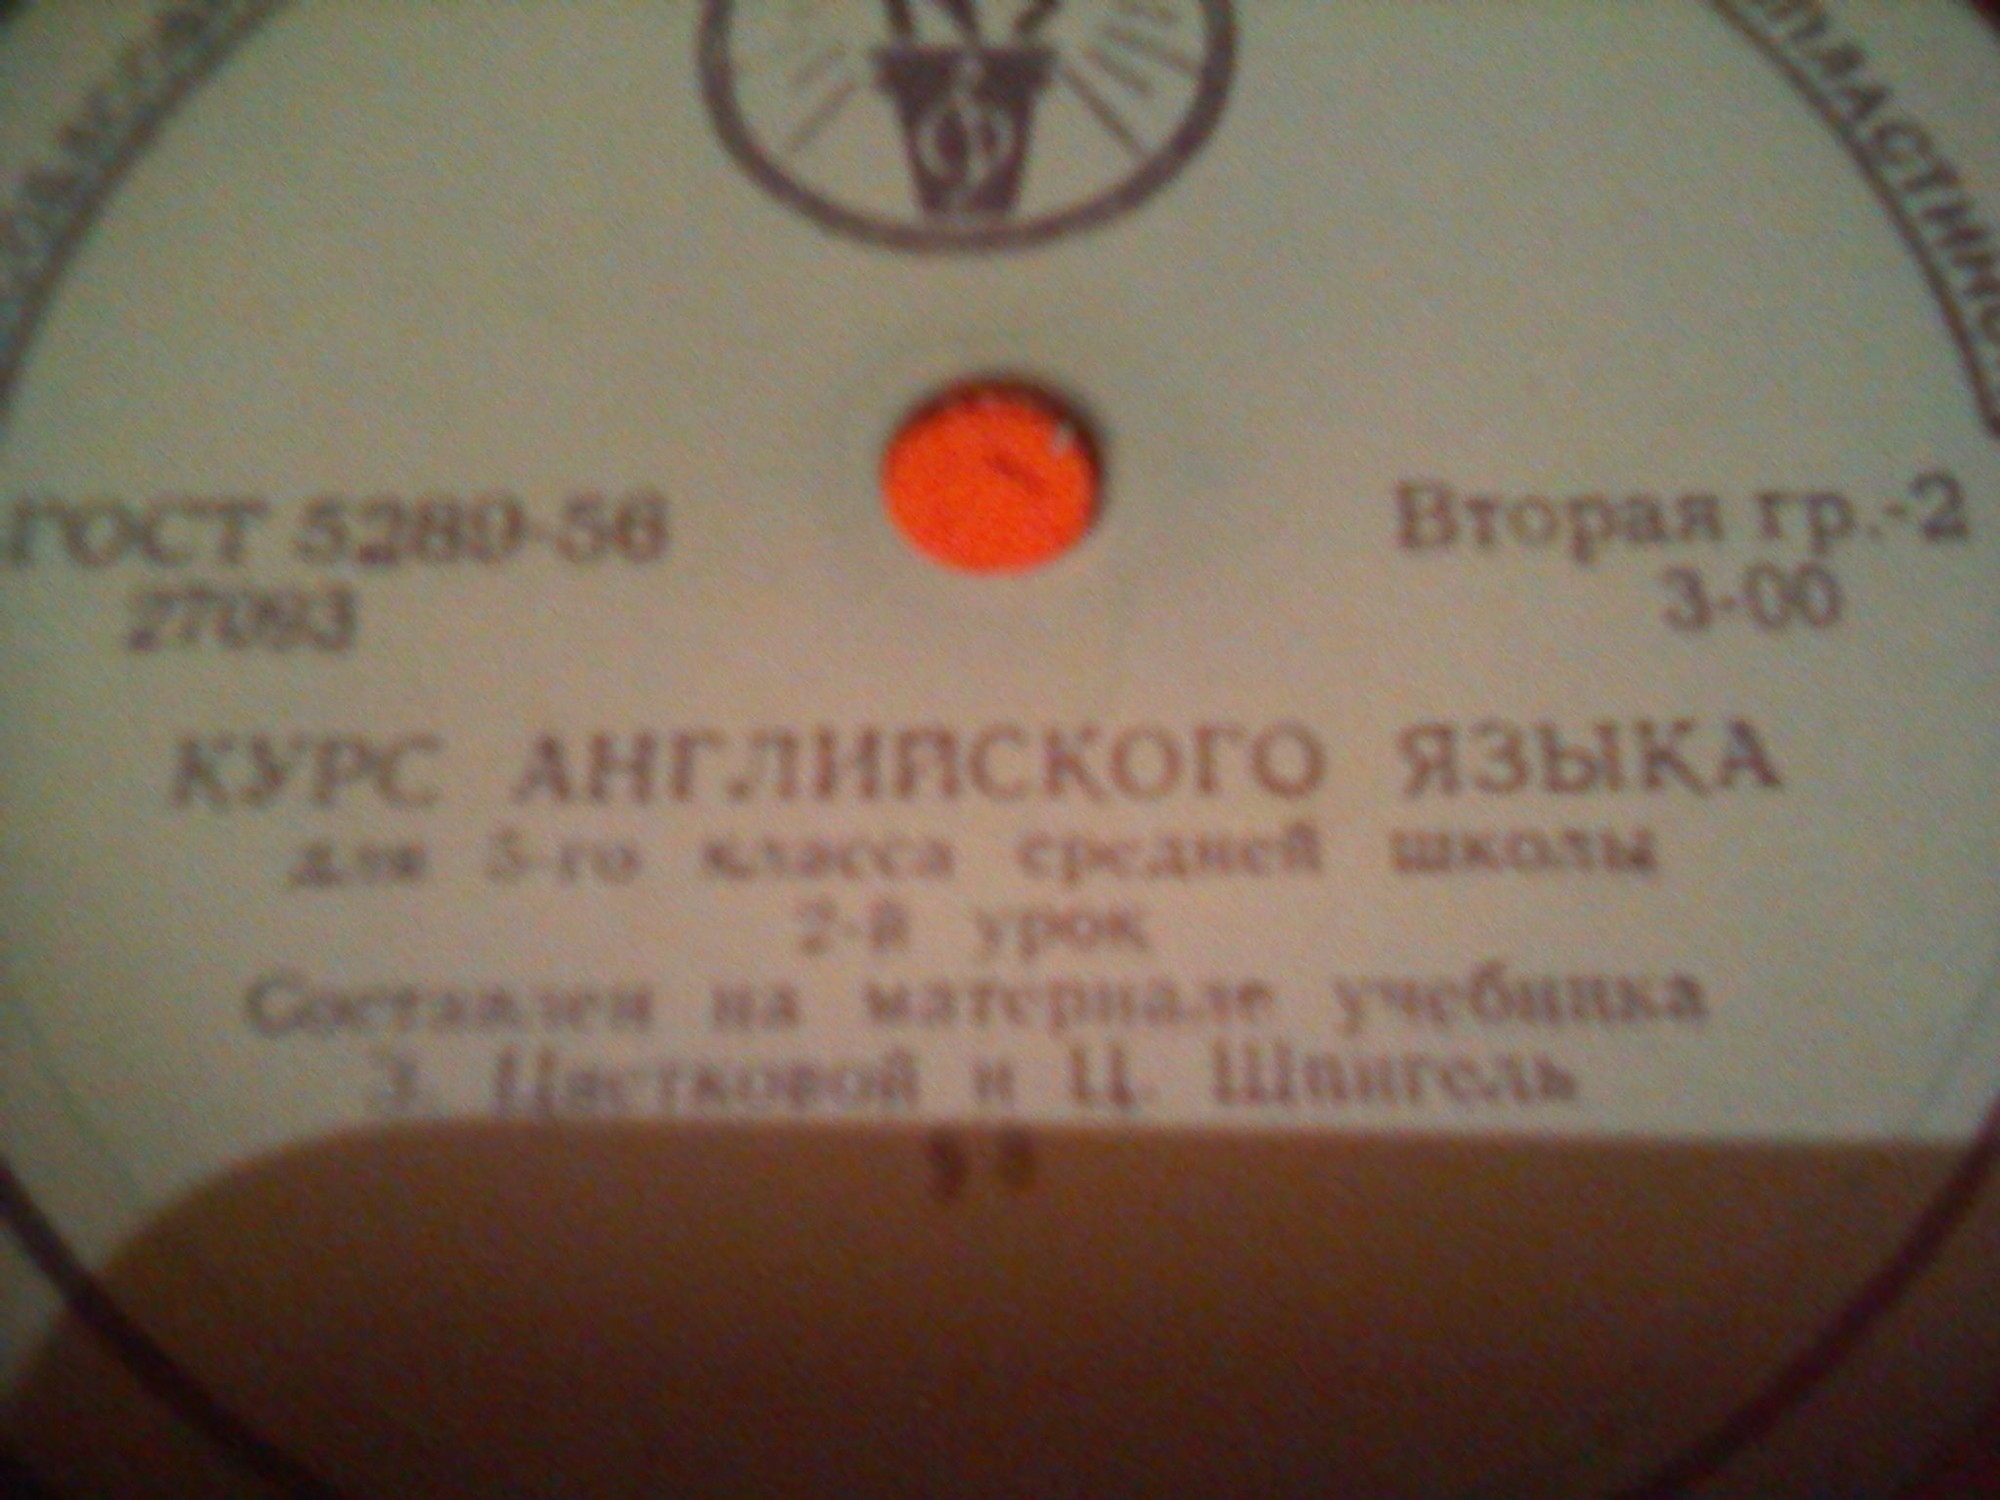 ГОСТ 5289-56
27093
Вторая гр.-2
3-00
КУРС АНГЛИЙСКОГО ЯЗЫКА
для 5-го класса средней школы
2-й урок
Составлен на материале учебника
З. Цветковой и Ц. Шпигель